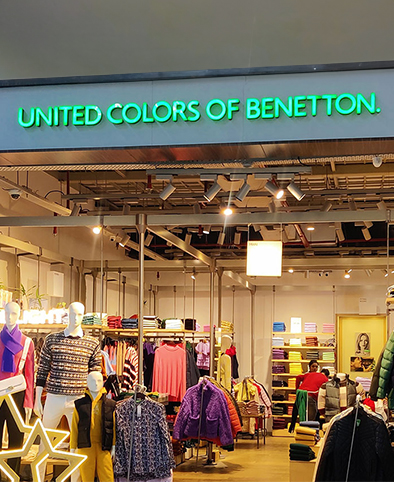 UNITED COLORS OF BENETTON.